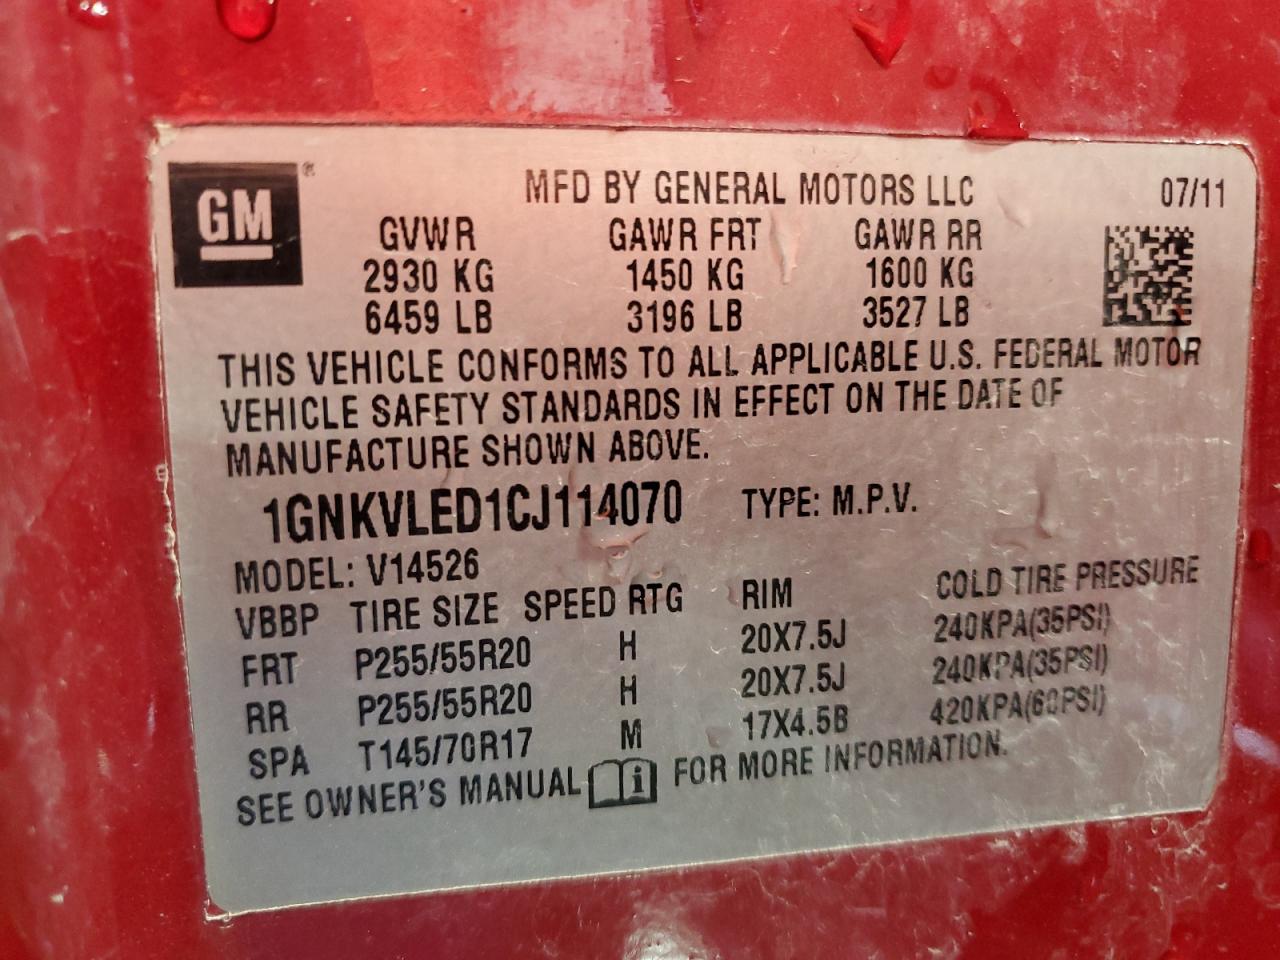 GM ®
MFD BY GENERAL MOTORS LLC 07/11
GVWR GAWR FRT GAWR RR
2930 KG 1450 KG 1600 KG
6459 LB 3196 LB 3527 LB
THIS VEHICLE CONFORMS TO ALL APPLICABLE U.S. FEDERAL MOTOR
VEHICLE SAFETY STANDARDS IN EFFECT ON THE DATE OF
MANUFACTURE SHOWN ABOVE.
1GNKVLED1CJ114070 TYPE: M.P.V.
MODEL: V14526
VBBP TIRE SIZE SPEED RTG RIM COLD TIRE PRESSURE
FRT P255/55R20 H 20X7.5J 240KPA(35PSI)
RR P255/55R20 H 20X7.5J 240KPA(35PSI)
SPA T145/70R17 M 17X4.5B 420KPA(60PSI)
SEE OWNER'S MANUAL i FOR MORE INFORMATION.